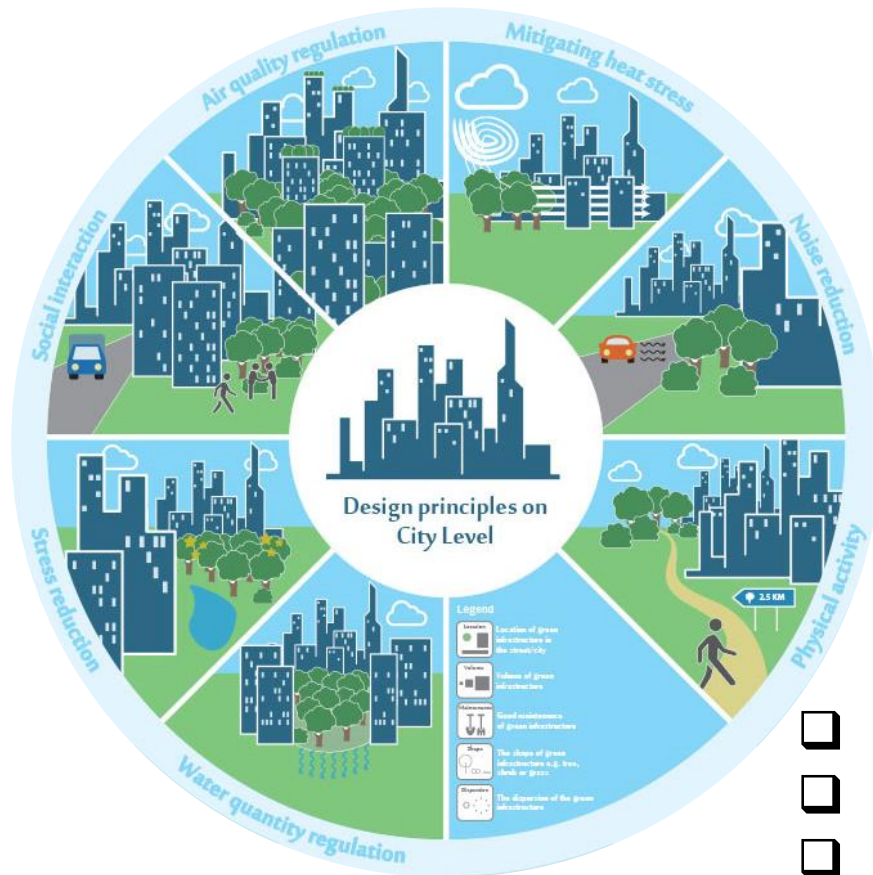 Air quality regulation
Mitigating heat stress
Noise reduction
Physical activity
Water quantity regulation
Stress reduction
Social interaction
Design principles on
City Level
2.5 KM
Legend
Location
Location of green
infrastructure in
the street/city
Volume
Volume of green
infrastructure
Maintenance
Good maintenance
of green infrastructure
Shape
The shape of green
infrastructure e.g. tree,
shrub or grass
Dispersion
The dispersion of the green
infrastructure